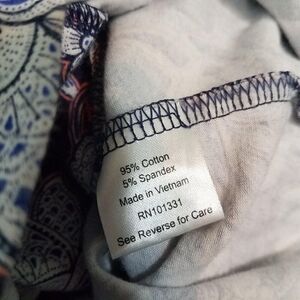 95% Cotton
5% Spandex
Made in Vietnam
RN101331
See Reverse for Care